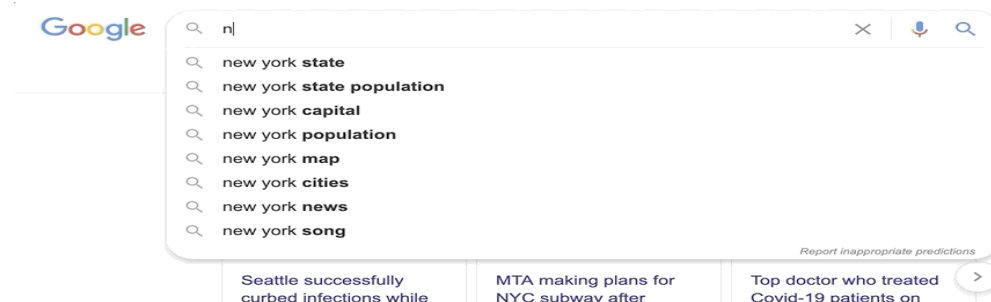 Google
n
new york state
new york state population
new york capital
new york population
new york map
new york cities
new york news
new york song
Report inappropriate predictions
Seattle successfully
curbed infections while
MTA making plans for
NYC subway after
Top doctor who treated
Covid-19 patients on